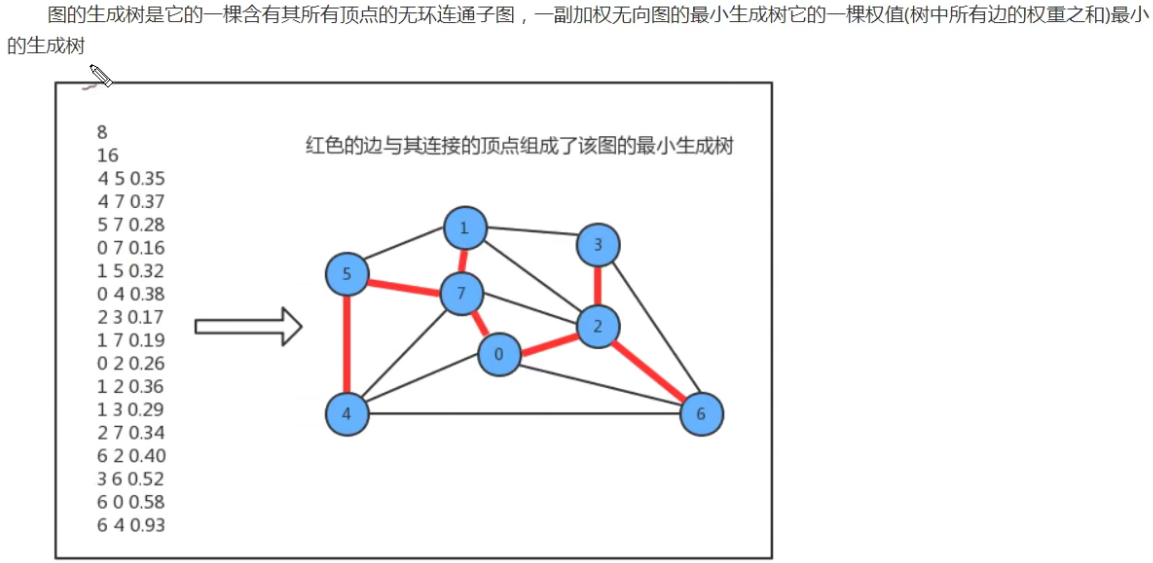 图的生成树是它的一棵含有其所有顶点的无环连通子图，一副加权无向图的最小生成树它的一棵权值(树中所有边的权重之和)最小
的生成树
8
16
4 5 0.35
4 7 0.37
5 7 0.28
0 7 0.16
1 5 0.32
0 4 0.38
2 3 0.17
1 7 0.19
0 2 0.26
1 2 0.36
1 3 0.29
2 7 0.34
6 2 0.40
3 6 0.52
6 0 0.58
6 4 0.93
红色的边与其连接的顶点组成了该图的最小生成树
1
3
5
7
2
0
4
6